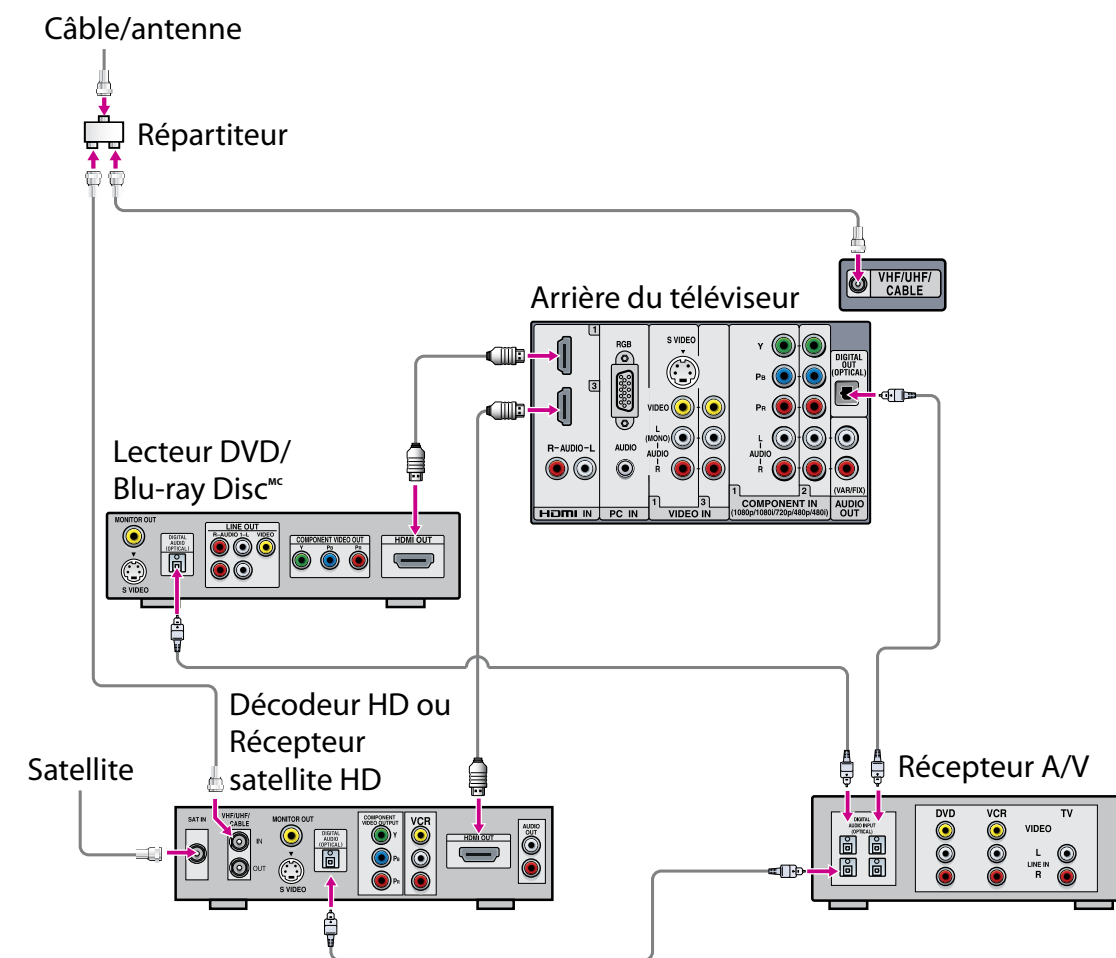 Câble/antenne
Répartiteur
VHF/UHF/
CABLE
Arrière du téléviseur
1
3
RGB
S VIDEO
VIDEO
L
(MONO)
AUDIO
R
R-AUDIO-L
AUDIO
Y
PB
PR
L
AUDIO
R
DIGITAL
OUT
(OPTICAL)
(VAR/FIX)
AUDIO
OUT
HDMI IN
PC IN
1
3
VIDEO IN
1
2
COMPONENT IN
(1080p/1080i/720p/480p/480i)
Lecteur DVD/
Blu-ray Disc MC
MONITOR OUT
S VIDEO
DIGITAL
AUDIO
(OPTICAL)
LINE OUT
R-AUDIO 1-L VIDEO
COMPONENT VIDEO OUT
Y PB PR
HDMI OUT
Décodeur HD ou
Récepteur
satellite HD
Satellite
SAT IN
VHF/UHF/
CABLE
IN
OUT
MONITOR OUT
S VIDEO
DIGITAL
AUDIO
(OPTICAL)
COMPONENT
VIDEO OUTPUT
Y
PB
PR
VCR
HDMI OUT
AUDIO
OUT
Récepteur A/V
DIGITAL
AUDIO INPUT
(OPTICAL)
DVD
VCR
TV
VIDEO
L
LINE IN
R